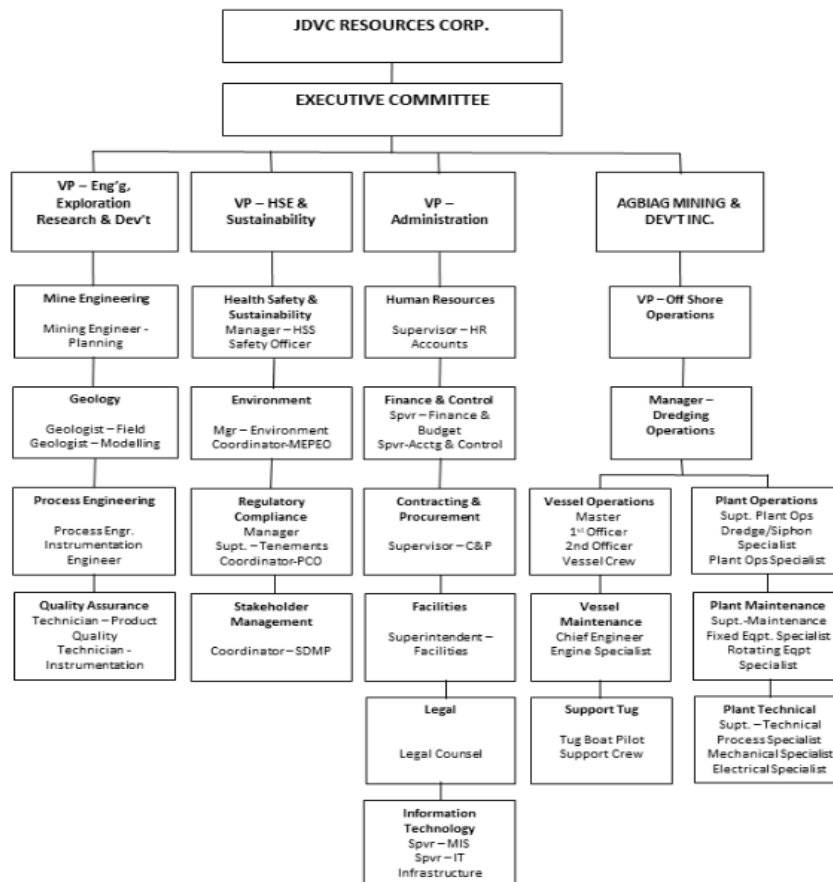 JDVC RESOURCES CORP.
EXECUTIVE COMMITTEE
VP – Eng'g,
Exploration
Research & Dev't
VP – HSE &
Sustainability
VP –
Administration
AGBIAG MINING &
DEV'T INC.
Mine Engineering
Mining Engineer -
Planning
Health Safety &
Sustainability
Manager – HSS
Safety Officer
Human Resources
Supervisor – HR
Accounts
VP – Off Shore
Operations
Geology
Geologist – Field
Geologist – Modelling
Environment
Mgr – Environment
Coordinator-MEPEO
Finance & Control
Spvr – Finance &
Budget
Spvr-Acctg & Control
Manager –
Dredging
Operations
Process Engineering
Process Engr.
Instrumentation
Engineer
Regulatory
Compliance
Manager
Supt. – Tenements
Coordinator-PCO
Contracting &
Procurement
Supervisor – C&P
Vessel Operations
Master
1st Officer
2nd Officer
Vessel Crew
Plant Operations
Supt. Plant Ops
Dredge/Siphon
Specialist
Plant Ops Specialist
Quality Assurance
Technician – Product
Quality
Technician -
Instrumentation
Stakeholder
Management
Coordinator – SDMP
Facilities
Superintendent –
Facilities
Vessel
Maintenance
Chief Engineer
Engine Specialist
Plant Maintenance
Supt.-Maintenance
Fixed Eqpt. Specialist
Rotating Eqpt
Specialist
Legal
Legal Counsel
Support Tug
Tug Boat Pilot
Support Crew
Plant Technical
Supt. – Technical
Process Specialist
Mechanical Specialist
Electrical Specialist
Information
Technology
Spvr – MIS
Spvr – IT
Infrastructure